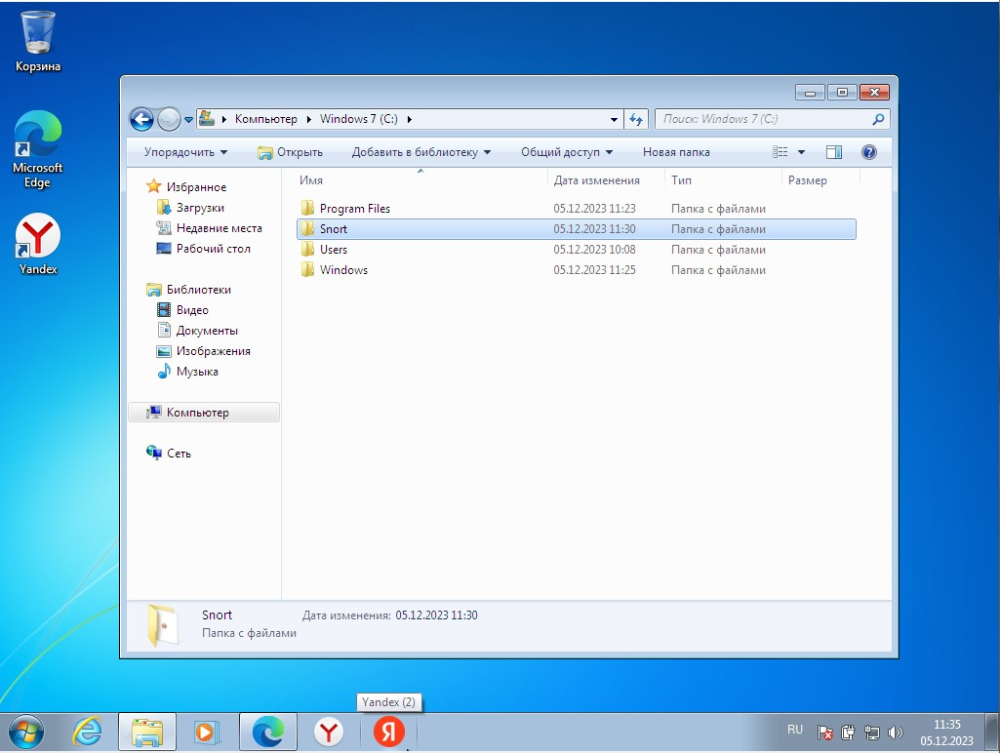 Корзина
Microsoft
Edge
Yandex
Компьютер Windows 7 (C:)
Поиск: Windows 7 (C:)
Упорядочить Открыть Добавить в библиотеку Общий доступ Новая папка
Избранное
Загрузки
Недавние места
Рабочий стол
Библиотеки
Видео
Документы
Изображения
Музыка
Компьютер
Сеть
Имя Дата изменения Тип Размер
Program Files 05.12.2023 11:23 Папка с файлами
Snort 05.12.2023 11:30 Папка с файлами
Users 05.12.2023 10:08 Папка с файлами
Windows 05.12.2023 11:25 Папка с файлами
Snort Дата изменения: 05.12.2023 11:30
Папка с файлами
Yandex (2)
Я
RU
11:35
05.12.2023